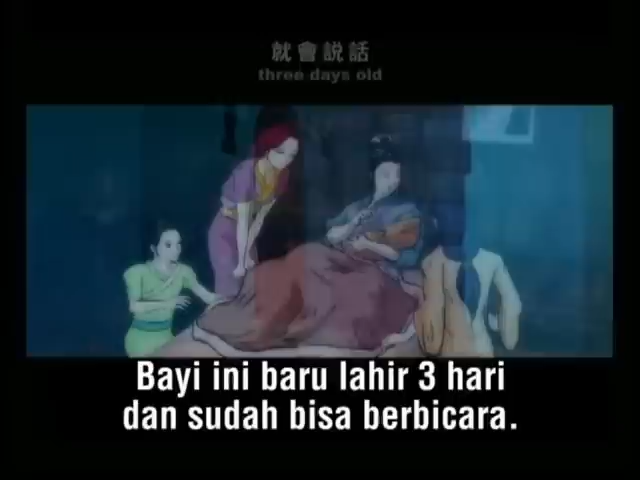 就會說話
three days old
Bayi ini baru lahir 3 hari
dan sudah bisa berbicara.